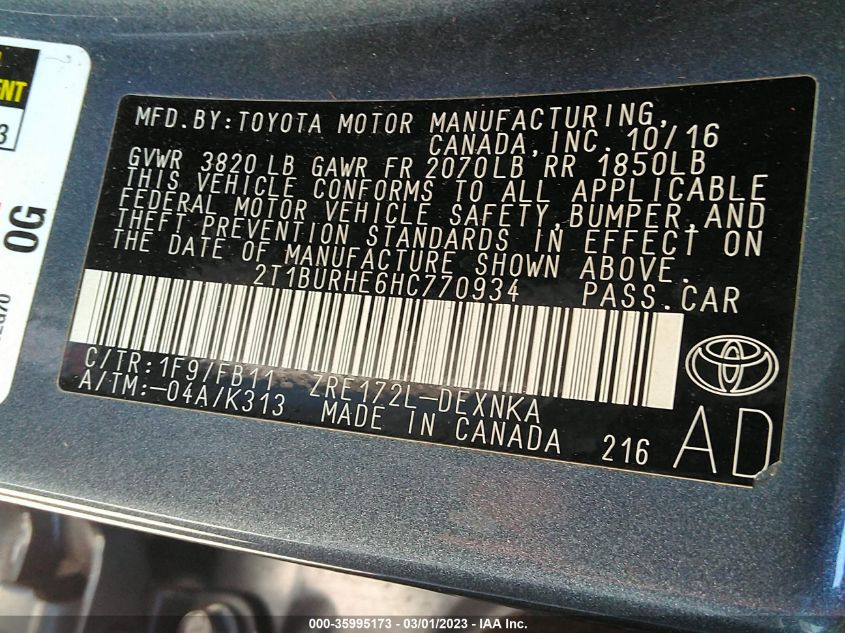 ENT
3
OG
MFD.BY:TOYOTA MOTOR MANUFACTURING,
CANADA,INC. 10/16
GVWR 3820 LB GAWR FR 2070LB RR 1850LB
THIS VEHICLE CONFORMS TO ALL APPLICABLE
FEDERAL MOTOR VEHICLE SAFETY,BUMPER,AND
THEFT PREVENTION STANDARDS IN EFFECT ON
THE DATE OF MANUFACTURE SHOWN ABOVE.
2T1BURHE6HC770934 PASS.CAR
C/TR:1F9/FB11 ZRE172L-DEXNKA
A/TM:-04A/K313 MADE IN CANADA 216
AD
000-35995173 - 03/01/2023 - IAA Inc.